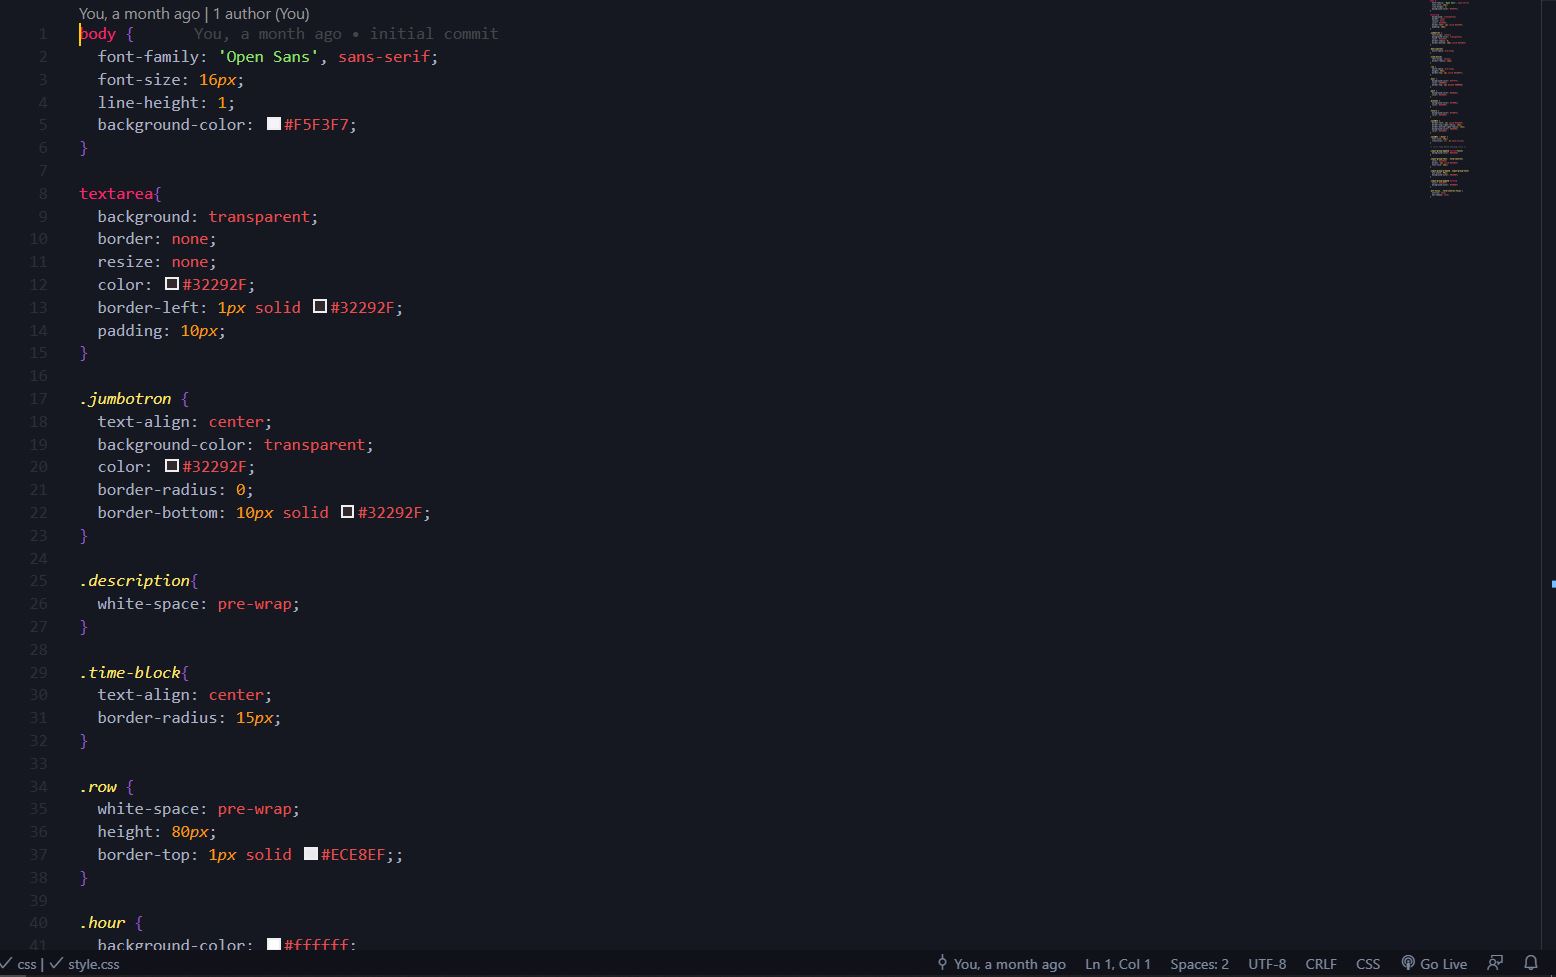 You, a month ago | 1 author (You)
1 body { You, a month ago • initial commit
2 font-family: 'Open Sans', sans-serif;
3 font-size: 16px;
4 line-height: 1;
5 background-color: #F5F3F7;
6 }
7
8 textarea{
9 background: transparent;
10 border: none;
11 resize: none;
12 color: #32292F;
13 border-left: 1px solid #32292F;
14 padding: 10px;
15 }
16
17 .jumbotron {
18 text-align: center;
19 background-color: transparent;
20 color: #32292F;
21 border-radius: 0;
22 border-bottom: 10px solid #32292F;
23 }
24
25 .description{
26 white-space: pre-wrap;
27 }
28
29 .time-block{
30 text-align: center;
31 border-radius: 15px;
32 }
33
34 .row {
35 white-space: pre-wrap;
36 height: 80px;
37 border-top: 1px solid #ECE8EF;;
38 }
39
40 .hour {
41 background-color: #ffffff;
css | style.css You, a month ago Ln 1, Col 1 Spaces: 2 UTF-8 CRLF CSS Go Live